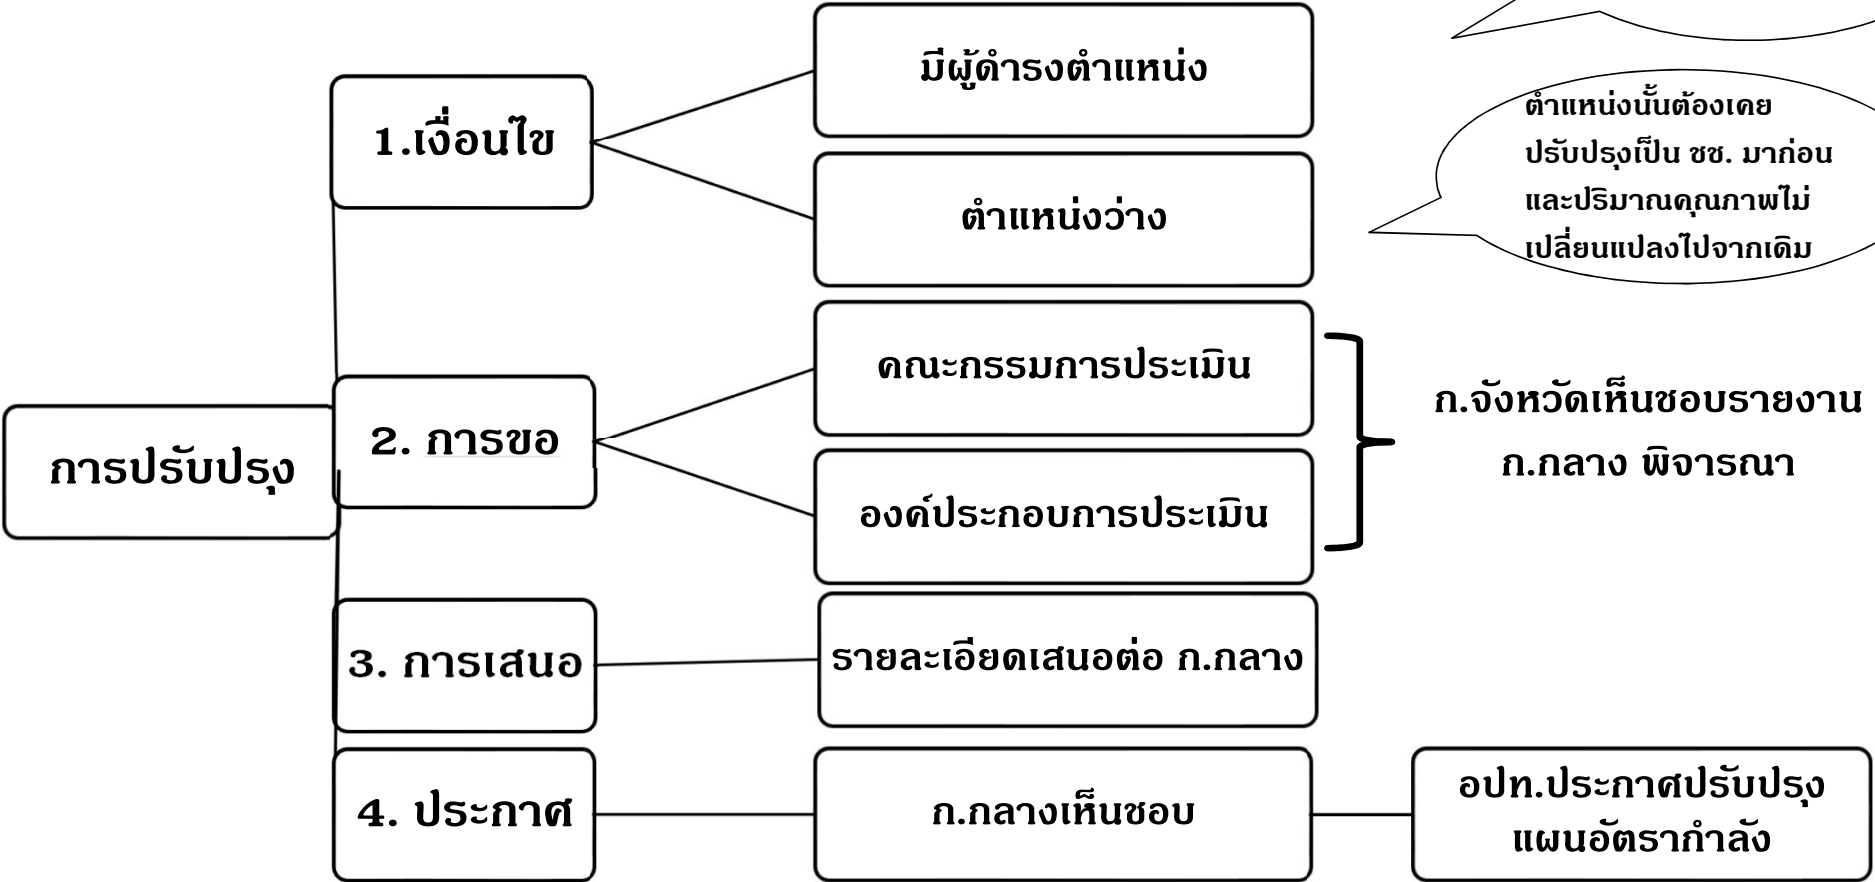 มีผู้ดำรงตำแหน่ง
1.เงื่อนไข
ตำแหน่งว่าง
ตำแหน่งนั้นต้องเคย
ปรับปรุงเป็น ชช. มาก่อน
และปริมาณคุณภาพไม่
เปลี่ยนแปลงไปจากเดิม
การปรับปรุง
2. การขอ
คณะกรรมการประเมิน
องค์ประกอบการประเมิน
ก.จังหวัดเห็นชอบรายงาน
ก.กลาง พิจารณา
3. การเสนอ
รายละเอียดเสนอต่อ ก.กลาง
4. ประกาศ
ก.กลางเห็นชอบ
อปท.ประกาศปรับปรุง
แผนอัตรากำลัง